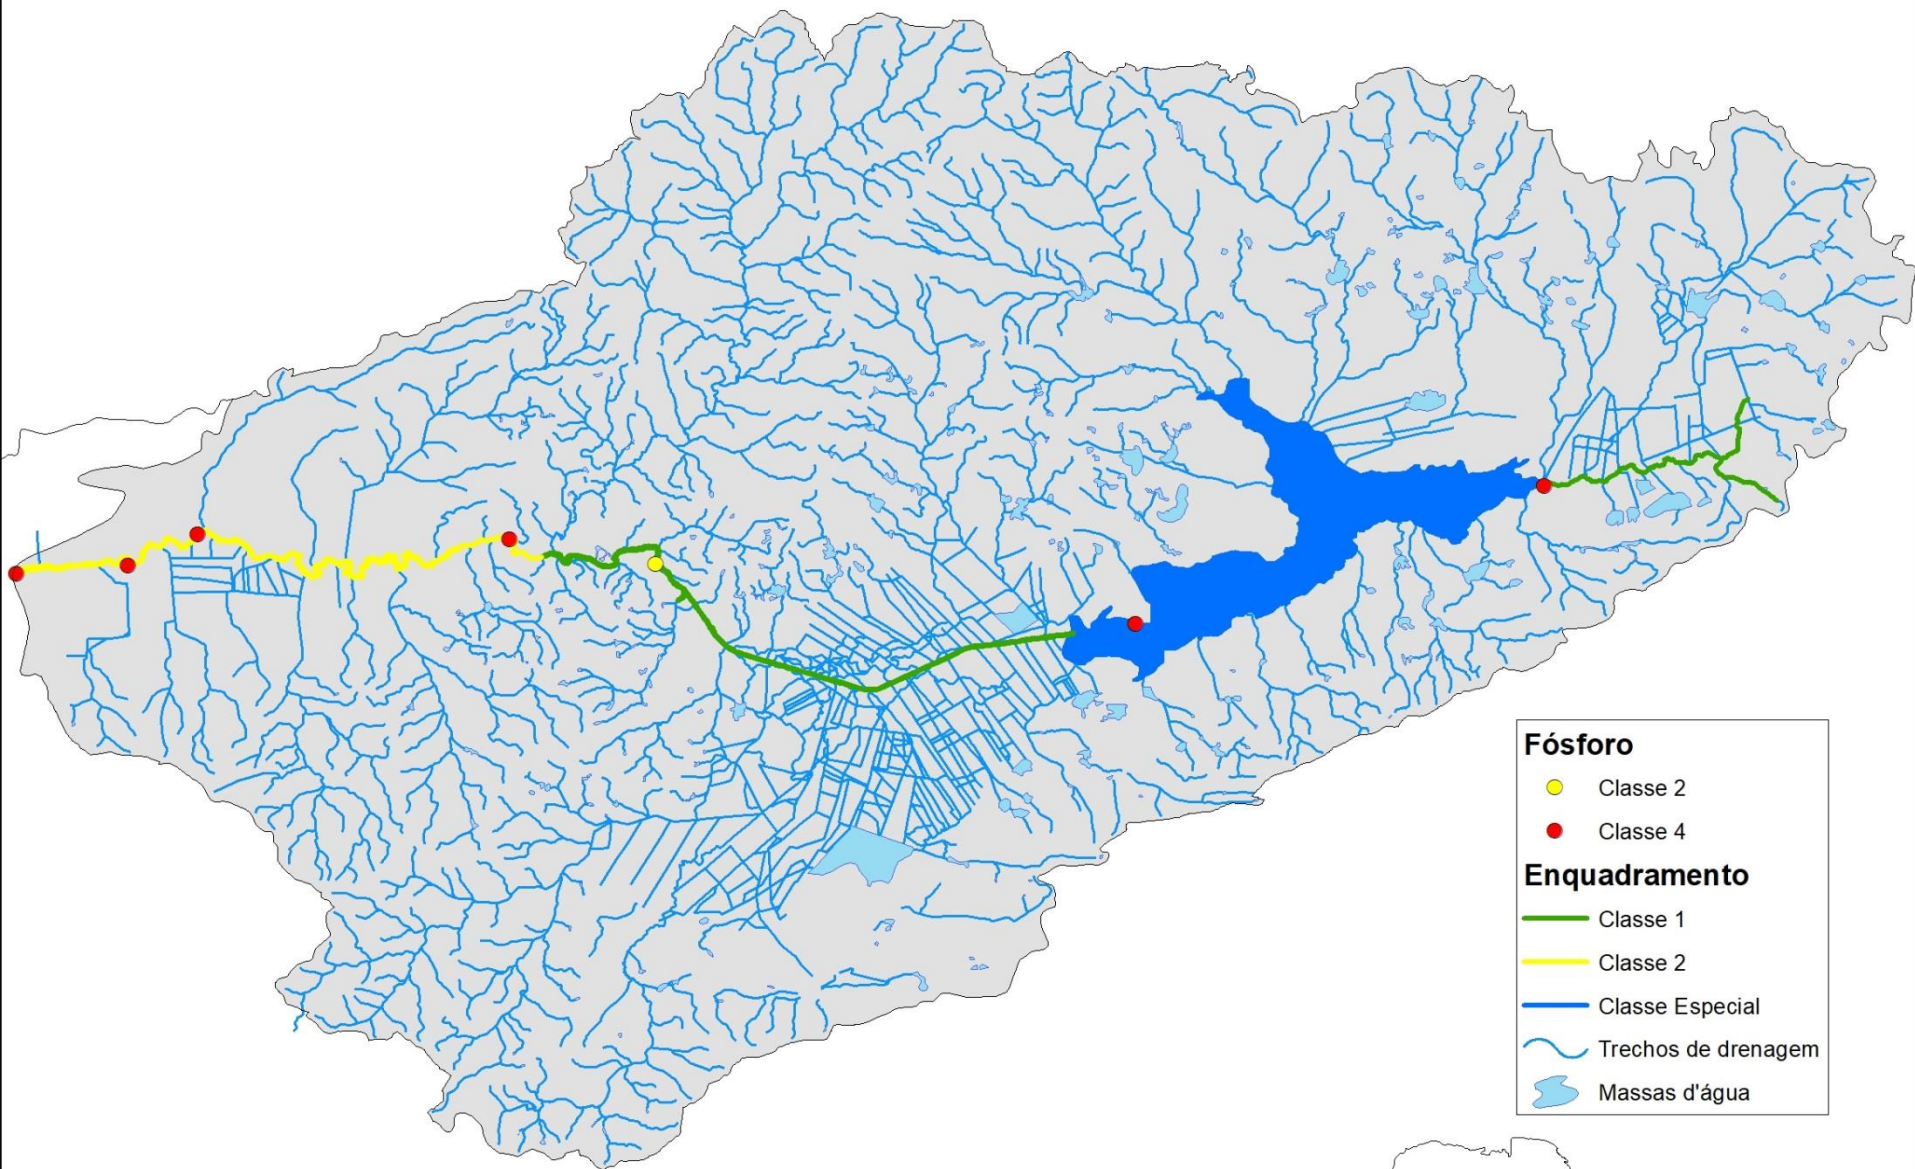 Fósforo
Classe 2
Classe 4
Enquadramento
Classe 1
Classe 2
Classe Especial
Trechos de drenagem
Massas d'água